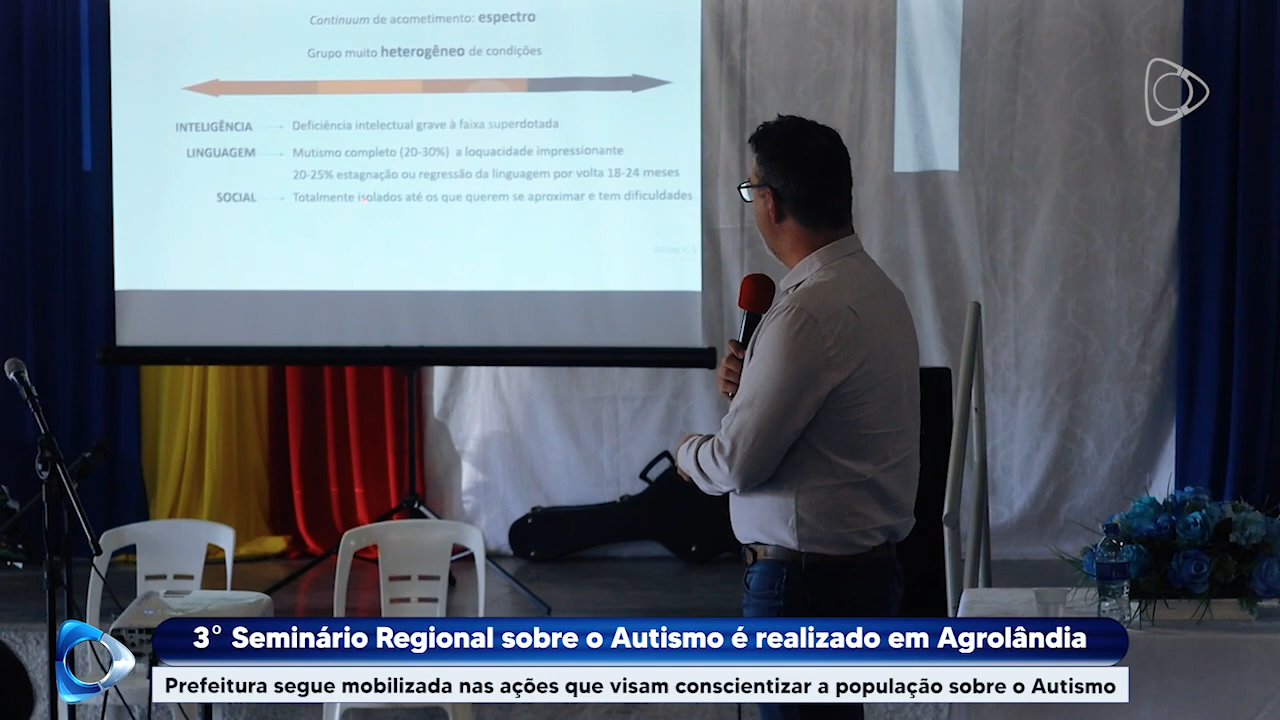 Continuum de acometimento: espectro
Grupo muito heterogêneo de condições
INTELIGÊNCIA → Deficiência intelectual grave à faixa superdotada
LINGUAGEM → Mutismo completo (20-30%) a loquacidade impressionante
20-25% estagnação ou regressão da linguagem por volta 18-24 meses
SOCIAL → Totalmente isolados até os que querem se aproximar e tem dificuldades
3° Seminário Regional sobre o Autismo é realizado em Agrolândia
Prefeitura segue mobilizada nas ações que visam conscientizar a população sobre o Autismo